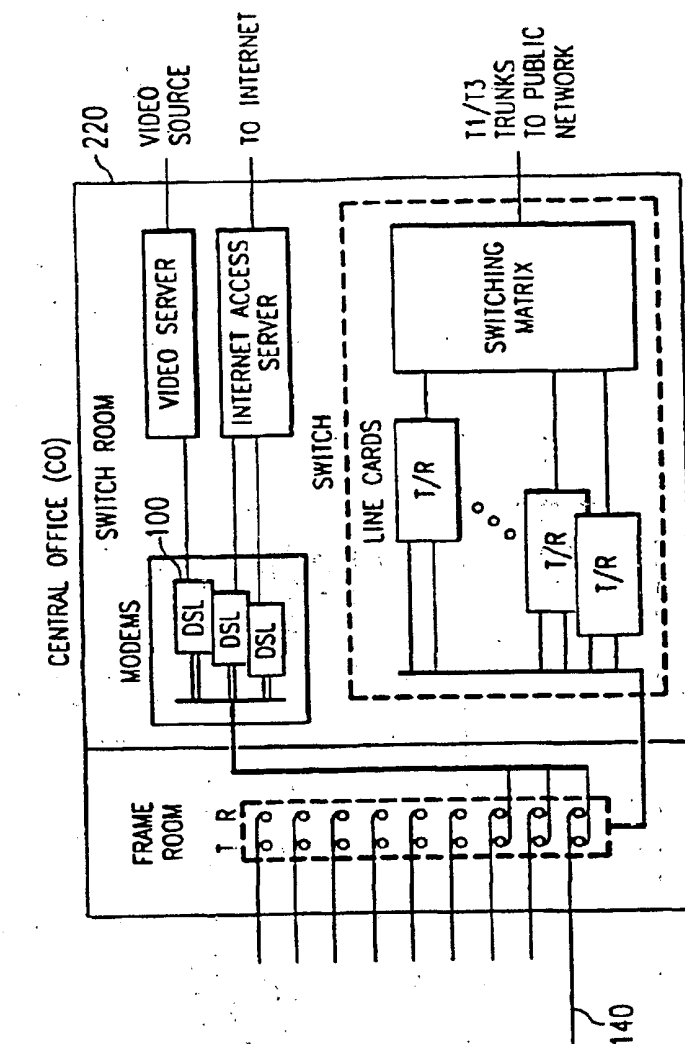 CENTRAL OFFICE (CO)
220
FRAME
ROOM
SWITCH ROOM
T R
MODEMS
100
DSL
DSL
DSL
VIDEO SERVER
INTERNET ACCESS
SERVER
VIDEO
SOURCE
TO INTERNET
SWITCH
LINE CARDS
T/R
T/R
T/R
SWITCHING
MATRIX
T1/T3
TRUNKS
TO PUBLIC
NETWORK
140